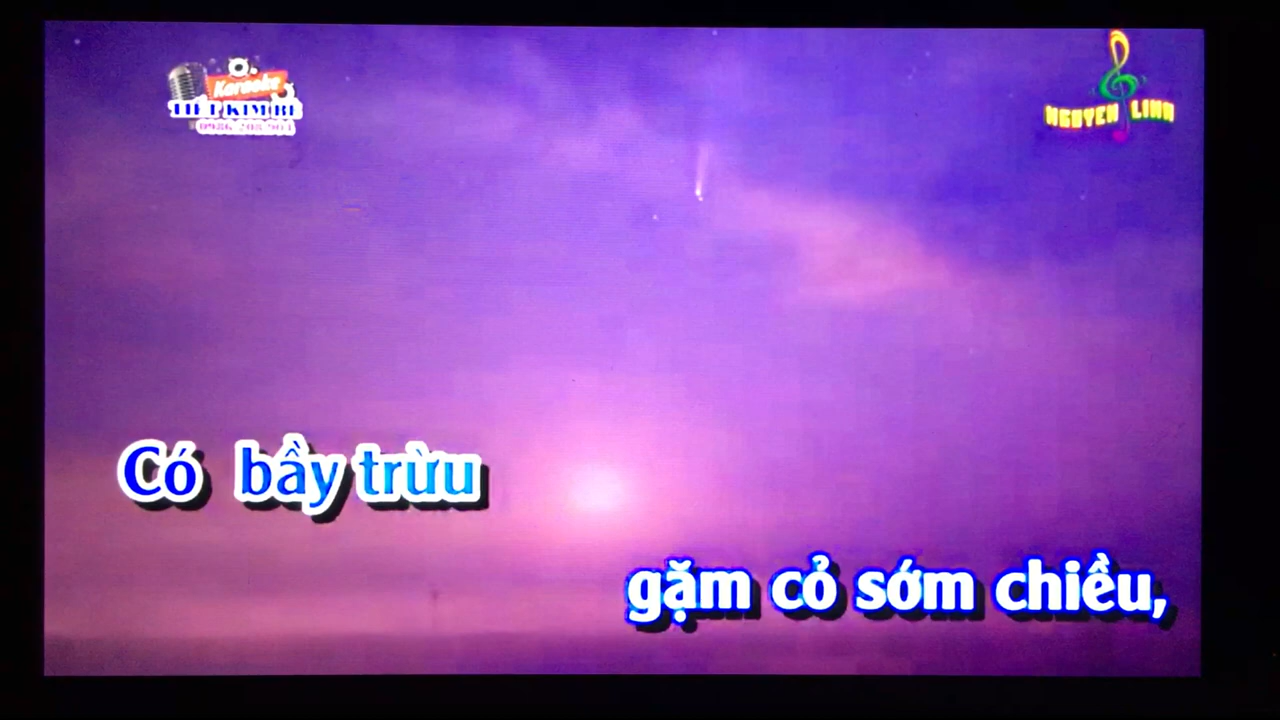 Karaoke
NGUYEN LINH
Có bầy trừu
gặm cỏ sớm chiều,